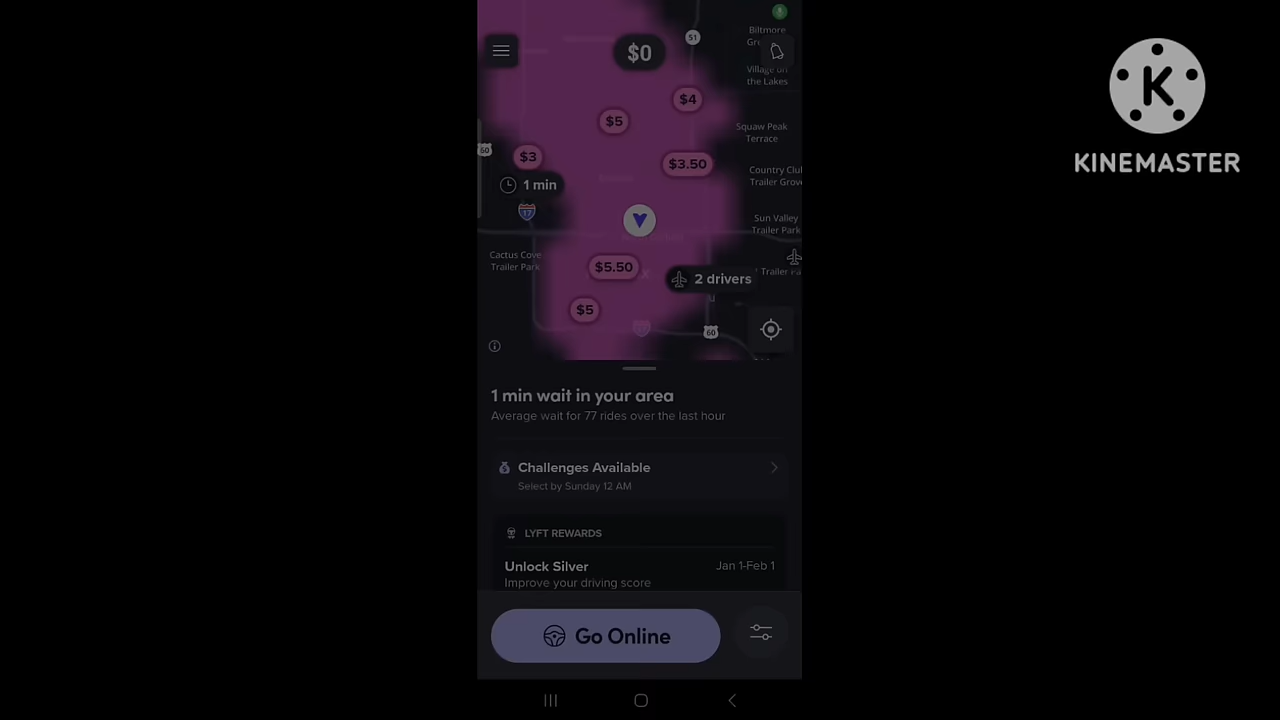 Biltmore
51
$0
Village on
the Lakes
$4
$5
Squaw Peak
Terrace
60
$3
$3.50
Country Club
Trailer Grove
1 min
17
Sun Valley
Trailer Park
Cactus Cove
Trailer Park
$5.50
2 drivers
Trailer
$5
60
1 min wait in your area
Average wait for 77 rides over the last hour
Challenges Available
Select by Sunday 12 AM
LYFT REWARDS
Unlock Silver
Jan 1-Feb 1
Improve your driving score
Go Online
K
KINEMASTER